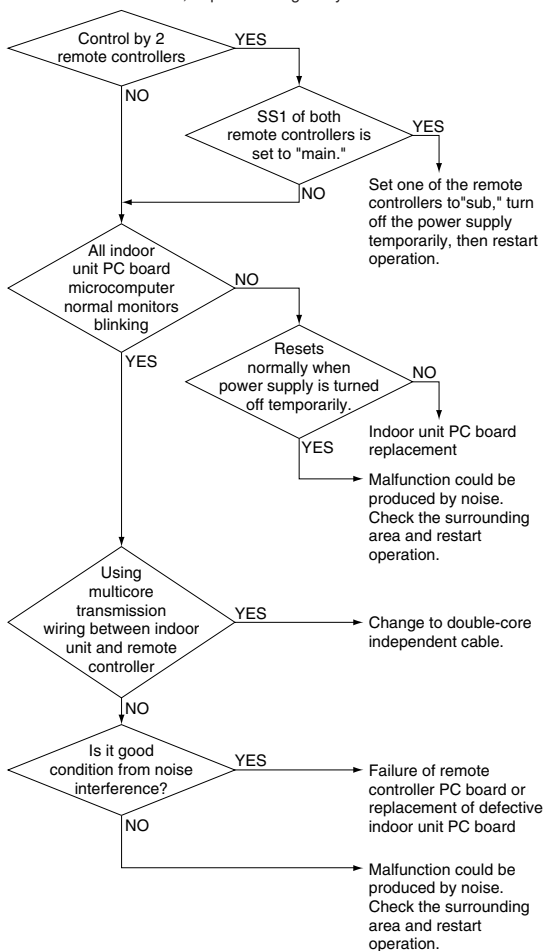 Control by 2
remote controllers
YES
NO
SS1 of both
remote controllers is
set to "main."
YES
NO
Set one of the remote
controllers to"sub," turn
off the power supply
temporarily, then restart
operation.
All indoor
unit PC board
microcomputer
normal monitors
blinking
NO
YES
Resets
normally when
power supply is turned
off temporarily.
NO
YES
Indoor unit PC board
replacement
Malfunction could be
produced by noise.
Check the surrounding
area and restart
operation.
Using
multicore
transmission
wiring between indoor
unit and remote
controller
YES
NO
Change to double-core
independent cable.
Is it good
condition from noise
interference?
YES
NO
Failure of remote
controller PC board or
replacement of defective
indoor unit PC board
Malfunction could be
produced by noise.
Check the surrounding
area and restart
operation.